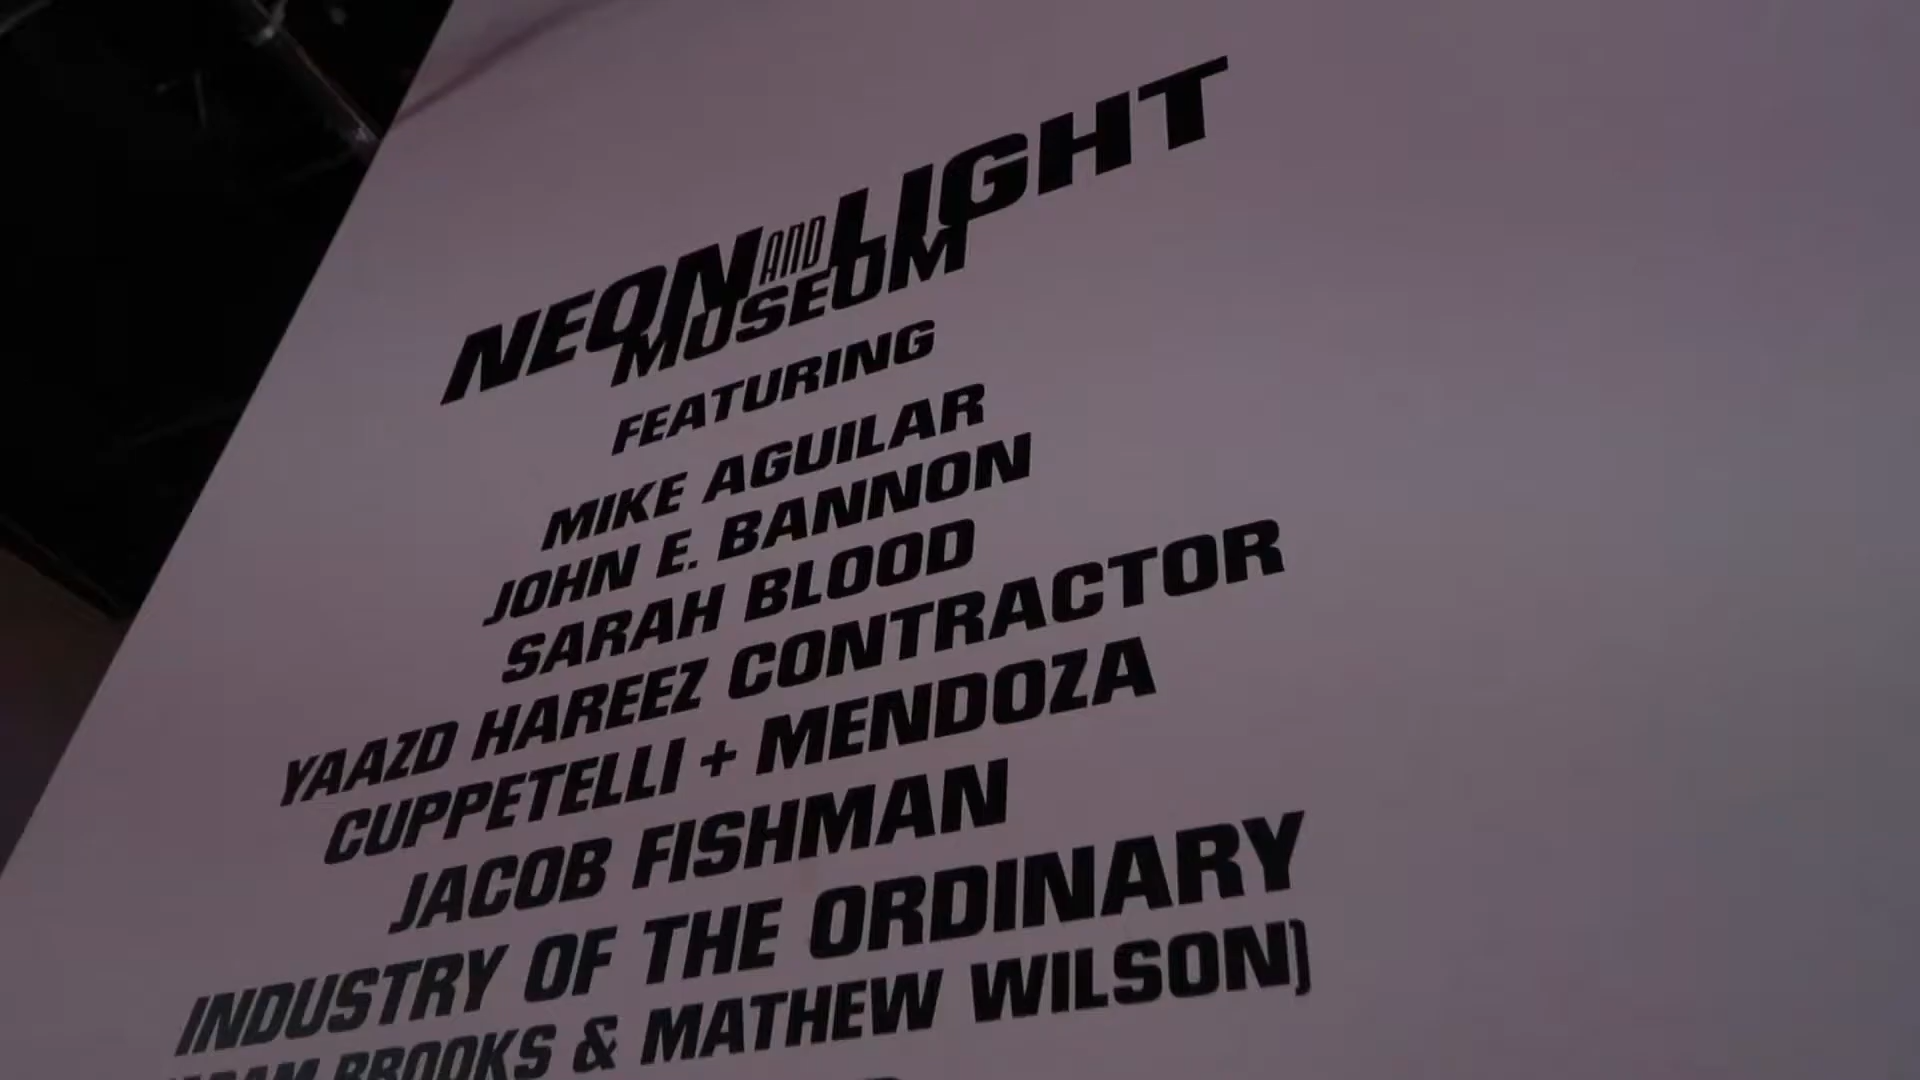 NEON AND LIGHT
MUSEUM
FEATURING
MIKE AGUILAR
JOHN E. BANNON
SARAH BLOOD
YAAZD HAREEZ CONTRACTOR
CUPPETELLI + MENDOZA
JACOB FISHMAN
INDUSTRY OF THE ORDINARY
BROOKS & MATHEW WILSON)